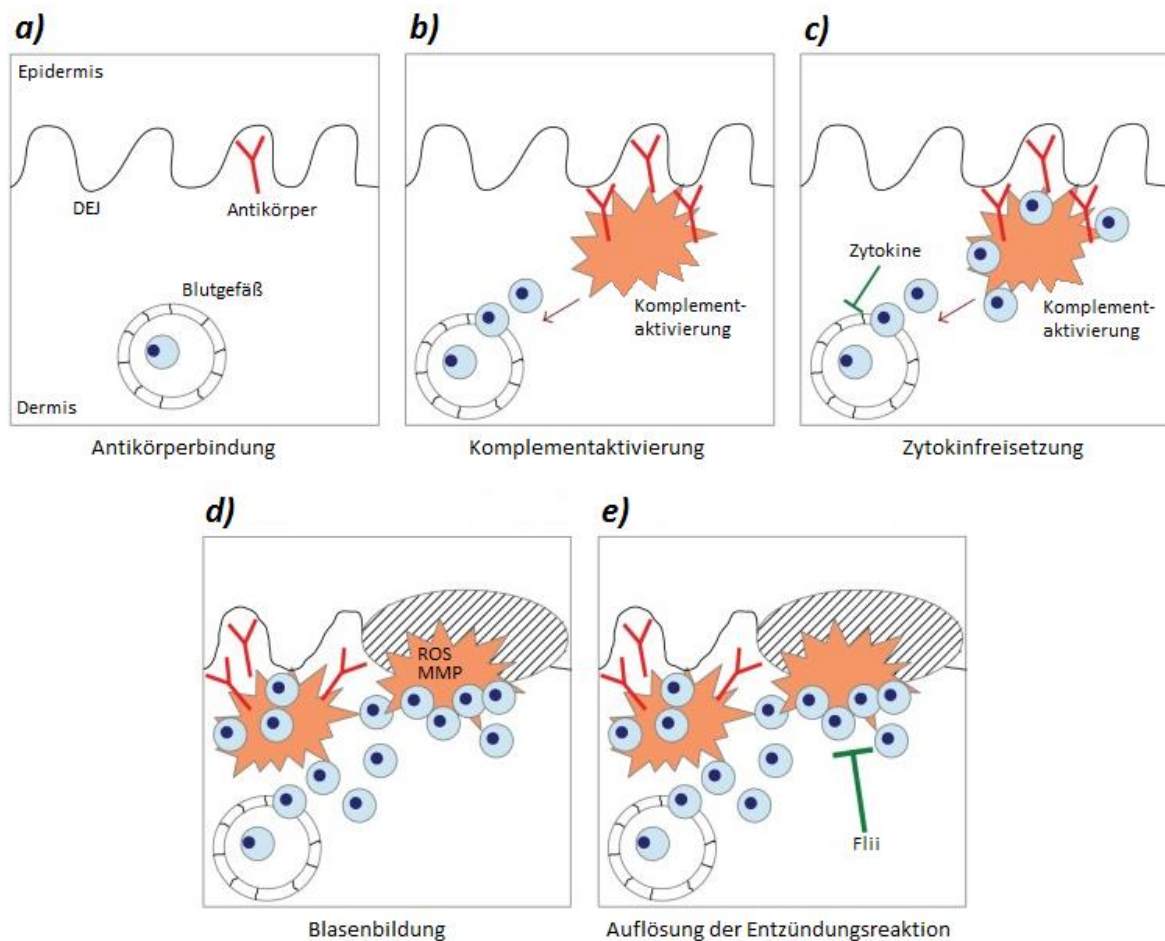 a)
Epidermis
DEJ
Antikörper
Blutgefäß
Dermis
Antikörperbindung
b)
Komplement-
aktivierung
Komplementaktivierung
c)
Zytokine
Komplement-
aktivierung
Zytokinfreisetzung
d)
ROS
MMP
Blasenbildung
e)
Flii
Auflösung der Entzündungsreaktion